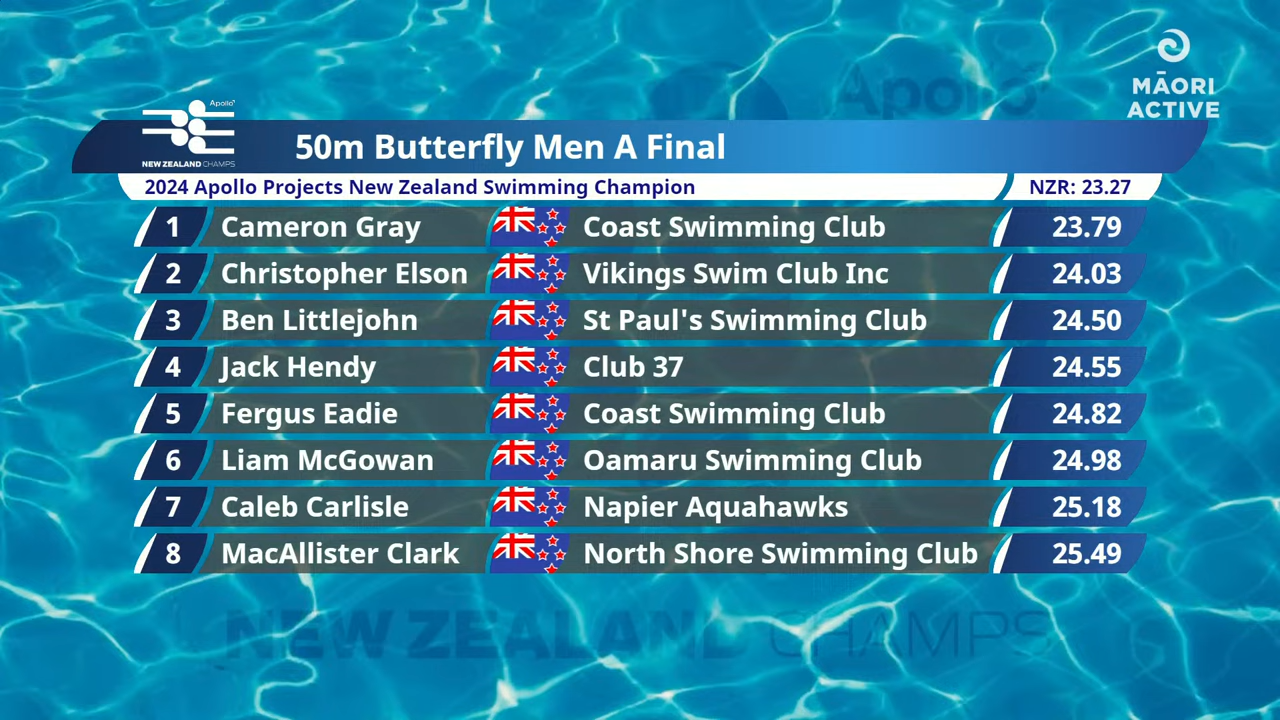 MĀORI
ACTIVE
Apollo
Apollo
NEW ZEALAND CHAMPS
50m Butterfly Men A Final
2024 Apollo Projects New Zealand Swimming Champion NZR: 23.27
1 Cameron Gray Coast Swimming Club 23.79
2 Christopher Elson Vikings Swim Club Inc 24.03
3 Ben Littlejohn St Paul's Swimming Club 24.50
4 Jack Hendy Club 37 24.55
5 Fergus Eadie Coast Swimming Club 24.82
6 Liam McGowan Oamaru Swimming Club 24.98
7 Caleb Carlisle Napier Aquahawks 25.18
8 MacAllister Clark North Shore Swimming Club 25.49
NEW ZEALAND CHAMPS